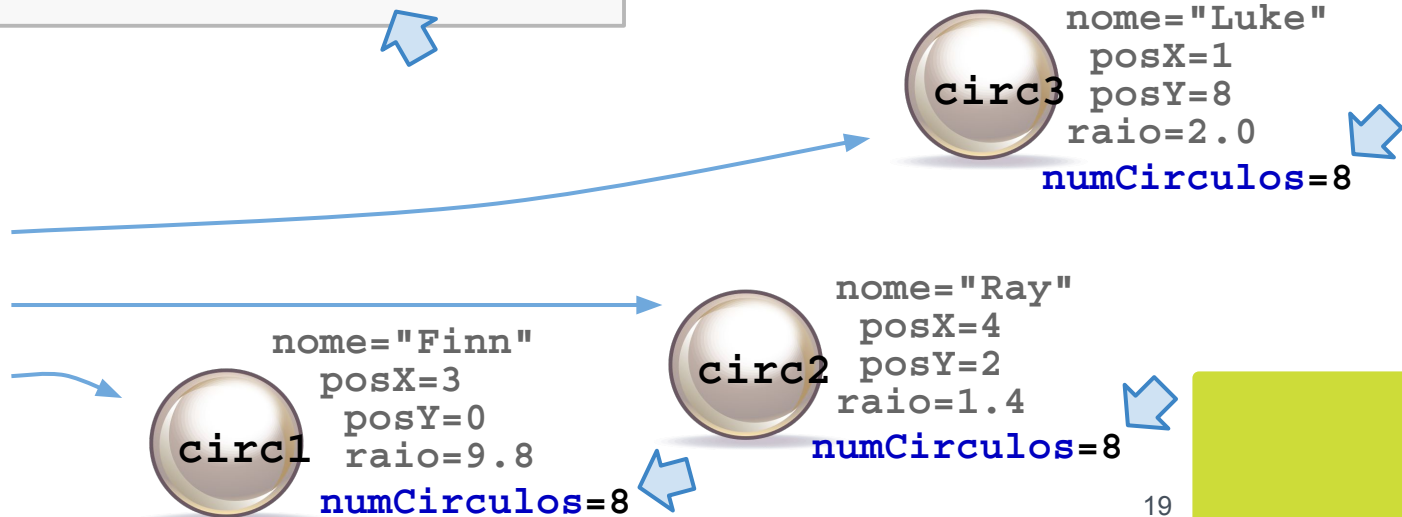 nome="Luke"
posX=1
circ3
posY=8
raio=2.0
numCirculos=8
nome="Ray"
posX=4
circ2
posY=2
raio=1.4
numCirculos=8
nome="Finn"
posX=3
posY=0
circ1
raio=9.8
numCirculos=8
19